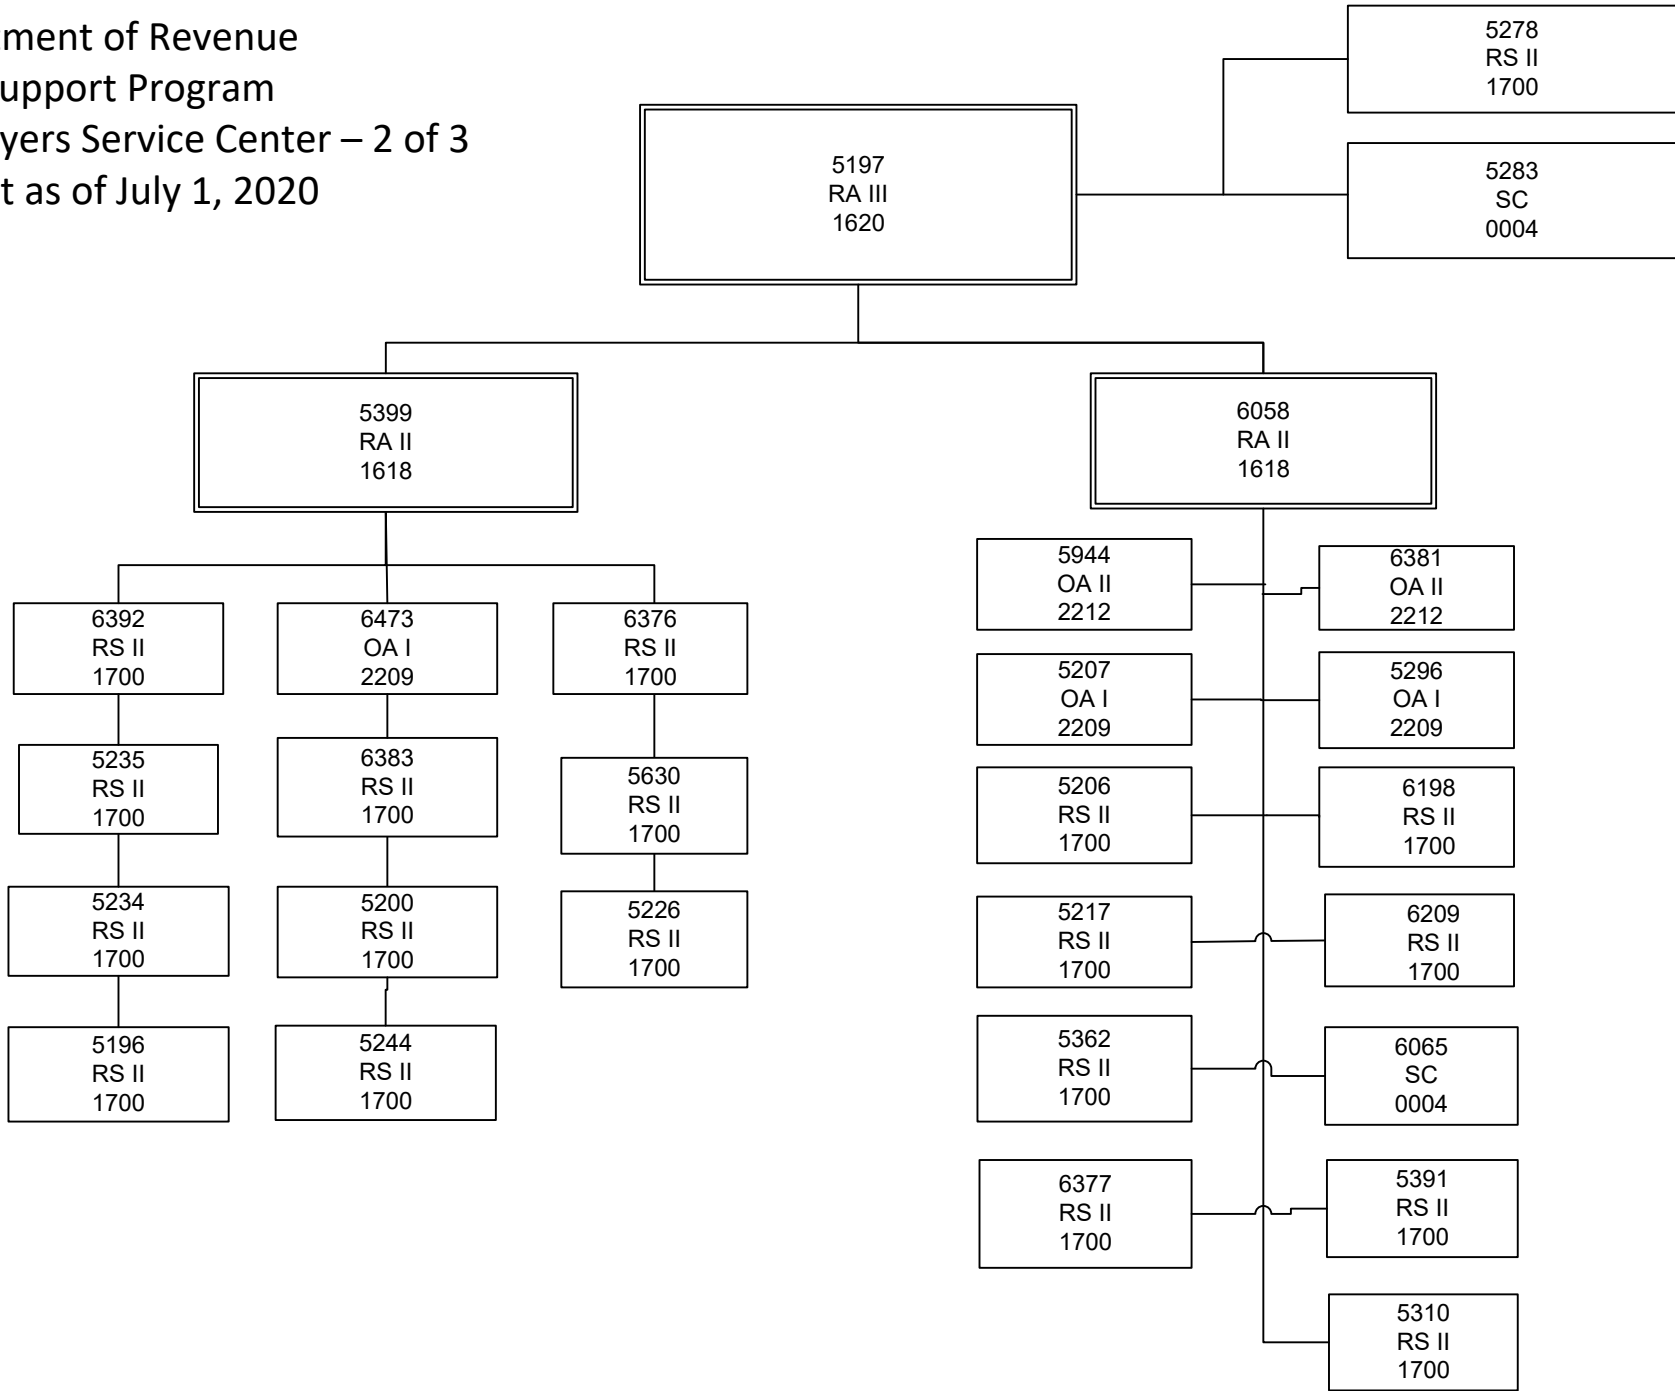 tment of Revenue
upport Program
yers Service Center – 2 of 3
t as of July 1, 2020
5278
RS II
1700
5197
RA III
1620
5283
SC
0004
5399
RA II
1618
6058
RA II
1618
6392
RS II
1700
5235
RS II
1700
5234
RS II
1700
5196
RS II
1700
6473
OA I
2209
6383
RS II
1700
5200
RS II
1700
5244
RS II
1700
6376
RS II
1700
5630
RS II
1700
5226
RS II
1700
5944
OA II
2212
6381
OA II
2212
5207
OA I
2209
5296
OA I
2209
5206
RS II
1700
6198
RS II
1700
5217
RS II
1700
6209
RS II
1700
5362
RS II
1700
6065
SC
0004
6377
RS II
1700
5391
RS II
1700
5310
RS II
1700